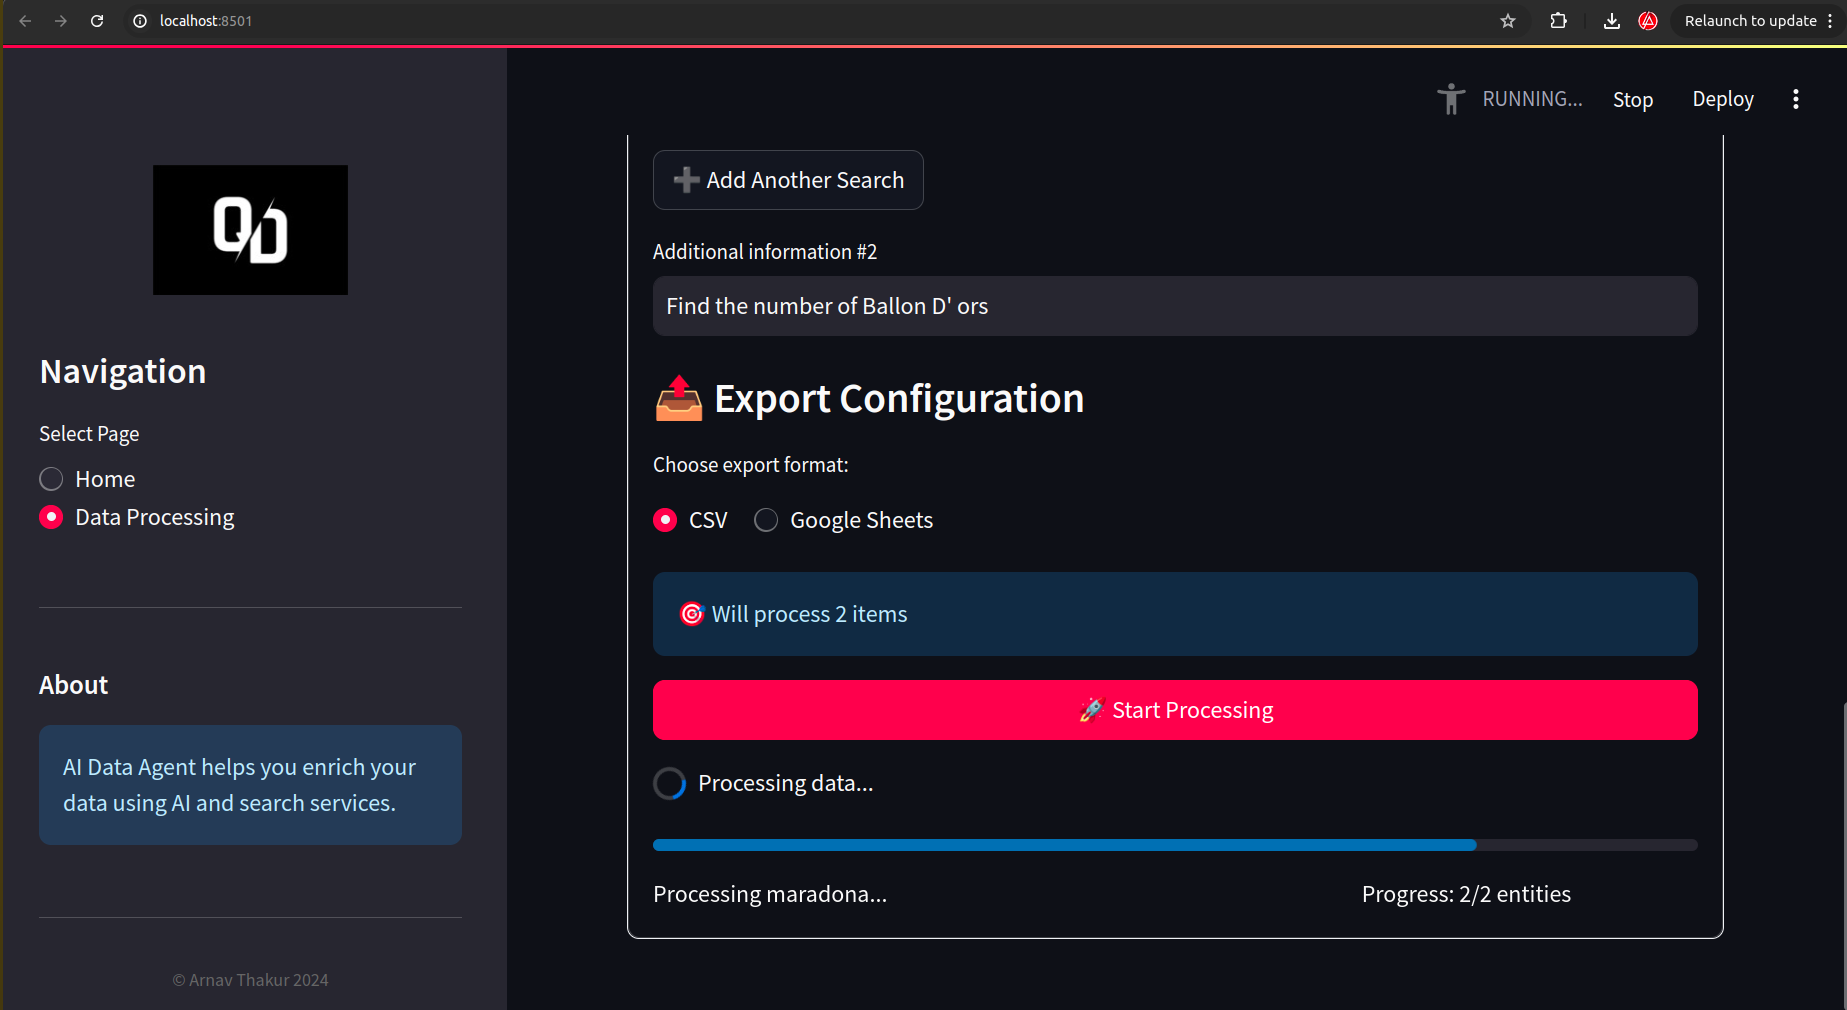 localhost:8501
Relaunch to update
RUNNING...
Stop
Deploy
QD
Navigation
Select Page
Home
Data Processing
About
AI Data Agent helps you enrich your
data using AI and search services.
© Arnav Thakur 2024
➕ Add Another Search
Additional information #2
Find the number of Ballon D' ors
📤 Export Configuration
Choose export format:
CSV
Google Sheets
🎯 Will process 2 items
🚀 Start Processing
Processing data...
Processing maradona...
Progress: 2/2 entities